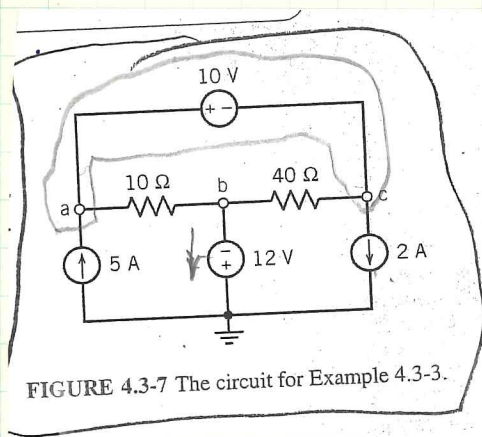 10 V
+ -
10 Ω
b
40 Ω
a
c
5 A
-
+
12 V
2 A
FIGURE 4.3-7 The circuit for Example 4.3-3.